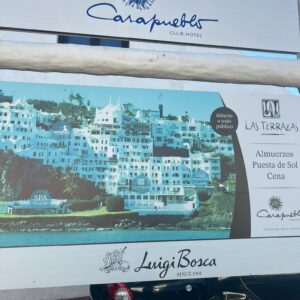 Casapueblo
CLUB HOTEL
Abierto
a todo
público
LAS TERRAZAS
Almuerzos
Puesta de Sol
Cena
SPA
Casapueblo
Luigi Bosca
SINCE 1901